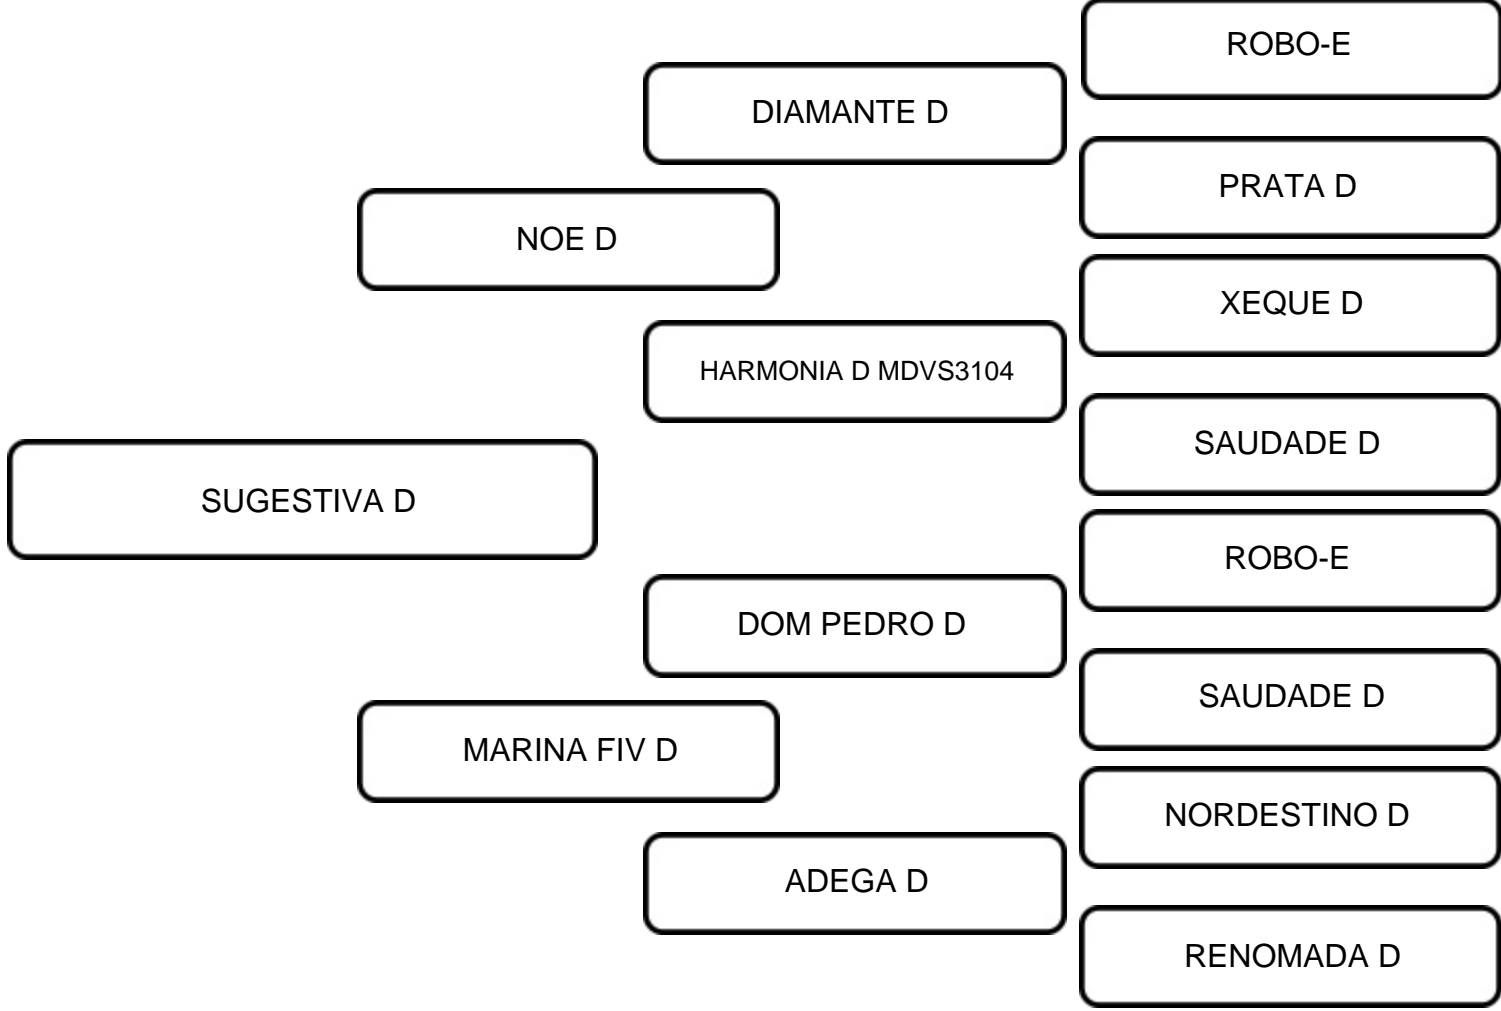 ROBO-E
DIAMANTE D
PRATA D
NOE D
XEQUE D
HARMONIA D MDVS3104
SAUDADE D
SUGESTIVA D
ROBO-E
DOM PEDRO D
SAUDADE D
MARINA FIV D
NORDESTINO D
ADEGA D
RENOMADA D